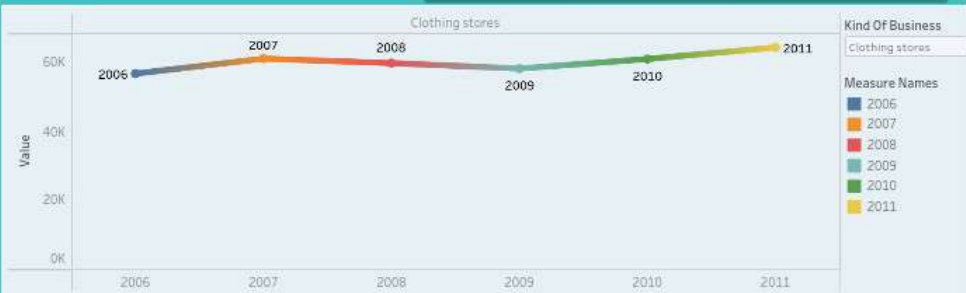 Clothing stores
Kind Of Business
Clothing stores
Measure Names
2006
2007
2008
2009
2010
2011
Value
60K
40K
20K
0K
2006
2007
2008
2009
2010
2011
2006
2007
2008
2009
2010
2011